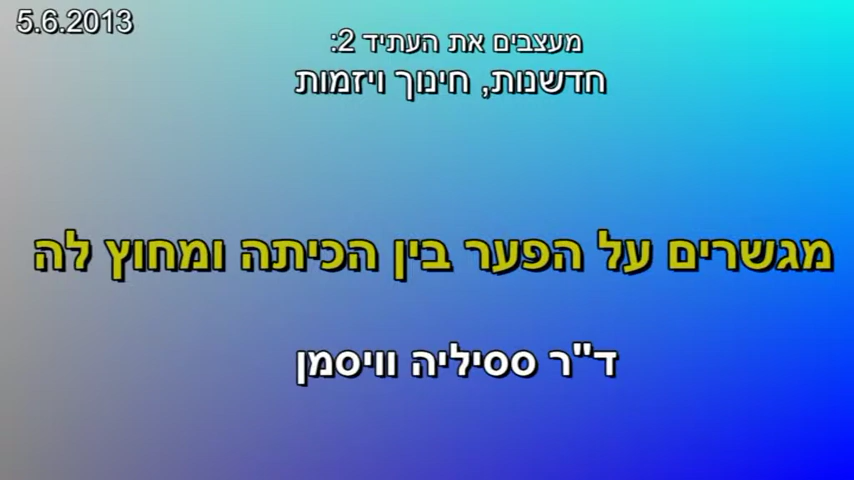 5.6.2013
מעצבים את העתיד 2:
חדשנות, חינוך ויזמות
מגשרים על הפער בין הכיתה ומחוץ לה
ד"ר ססיליה וויסמן